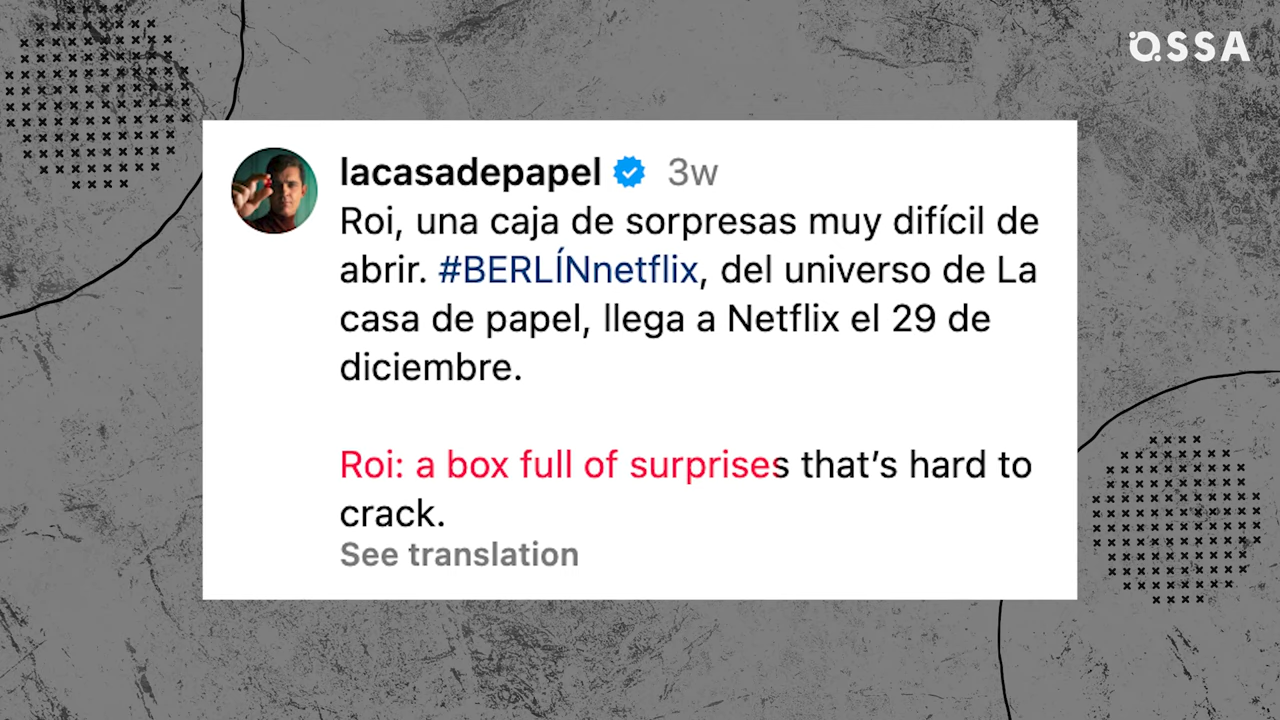 QSSA
lacasadepapel 3w
Roi, una caja de sorpresas muy difícil de
abrir. #BERLÍNnetflix, del universo de La
casa de papel, llega a Netflix el 29 de
diciembre.
Roi: a box full of surprises that’s hard to
crack.
See translation